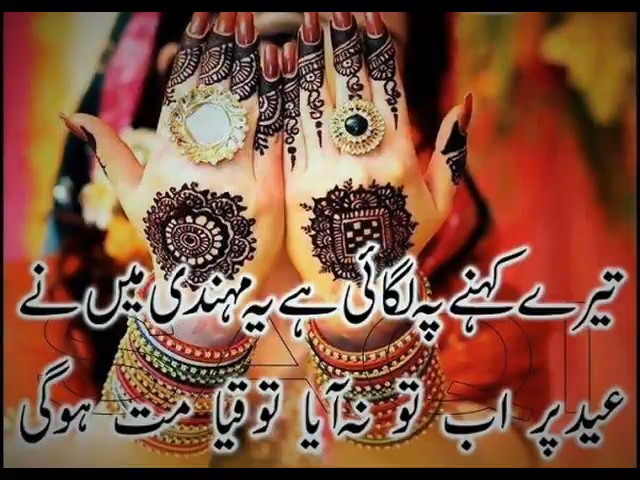 تیرے کہنے پہ لگائی ہے یہ مہندی میں نے
عید پر اب تو نہ آیا تو قیامت ہوگی